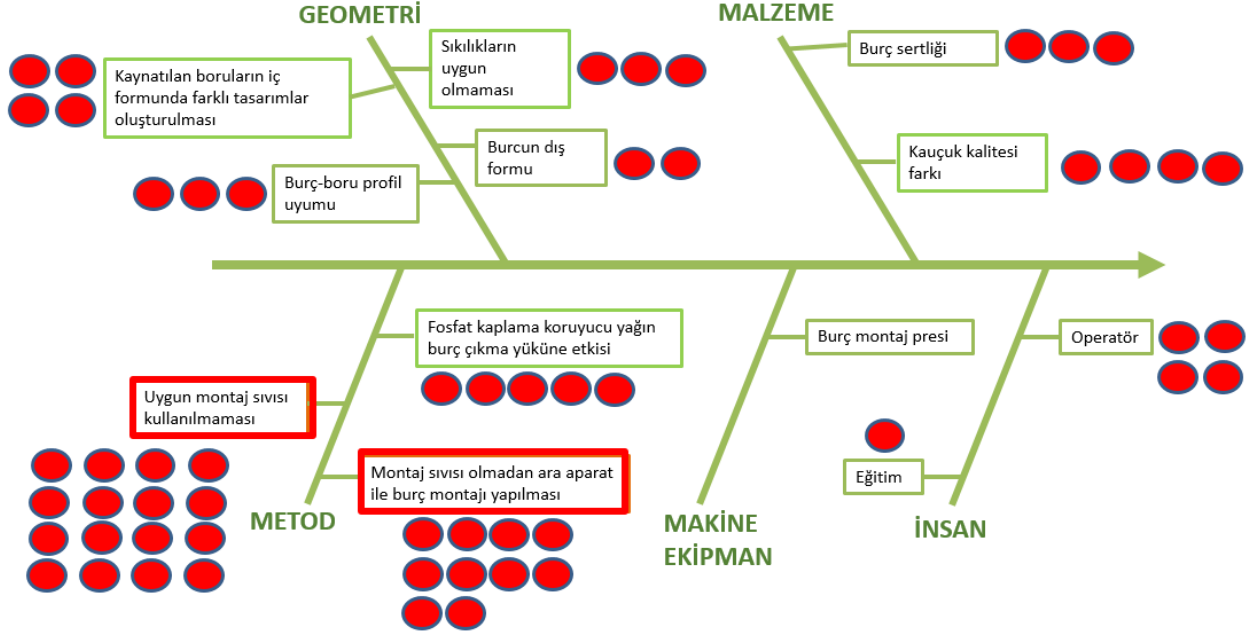 GEOMETRİ
MALZEME
Kaynatılan boruların iç
formunda farklı tasarımlar
oluşturulması
Sıkılıkların
uygun
olmaması
Burç sertliği
Burcun dış
formu
Kauçuk kalitesi
farkı
Burç-boru profil
uyumu
Fosfat kaplama koruyucu yağın
burç çıkma yüküne etkisi
Burç montaj presi
Operatör
Uygun montaj sıvısı
kullanılmaması
Montaj sıvısı olmadan ara aparat
ile burç montajı yapılması
Eğitim
METOD
MAKİNE
EKİPMAN
İNSAN